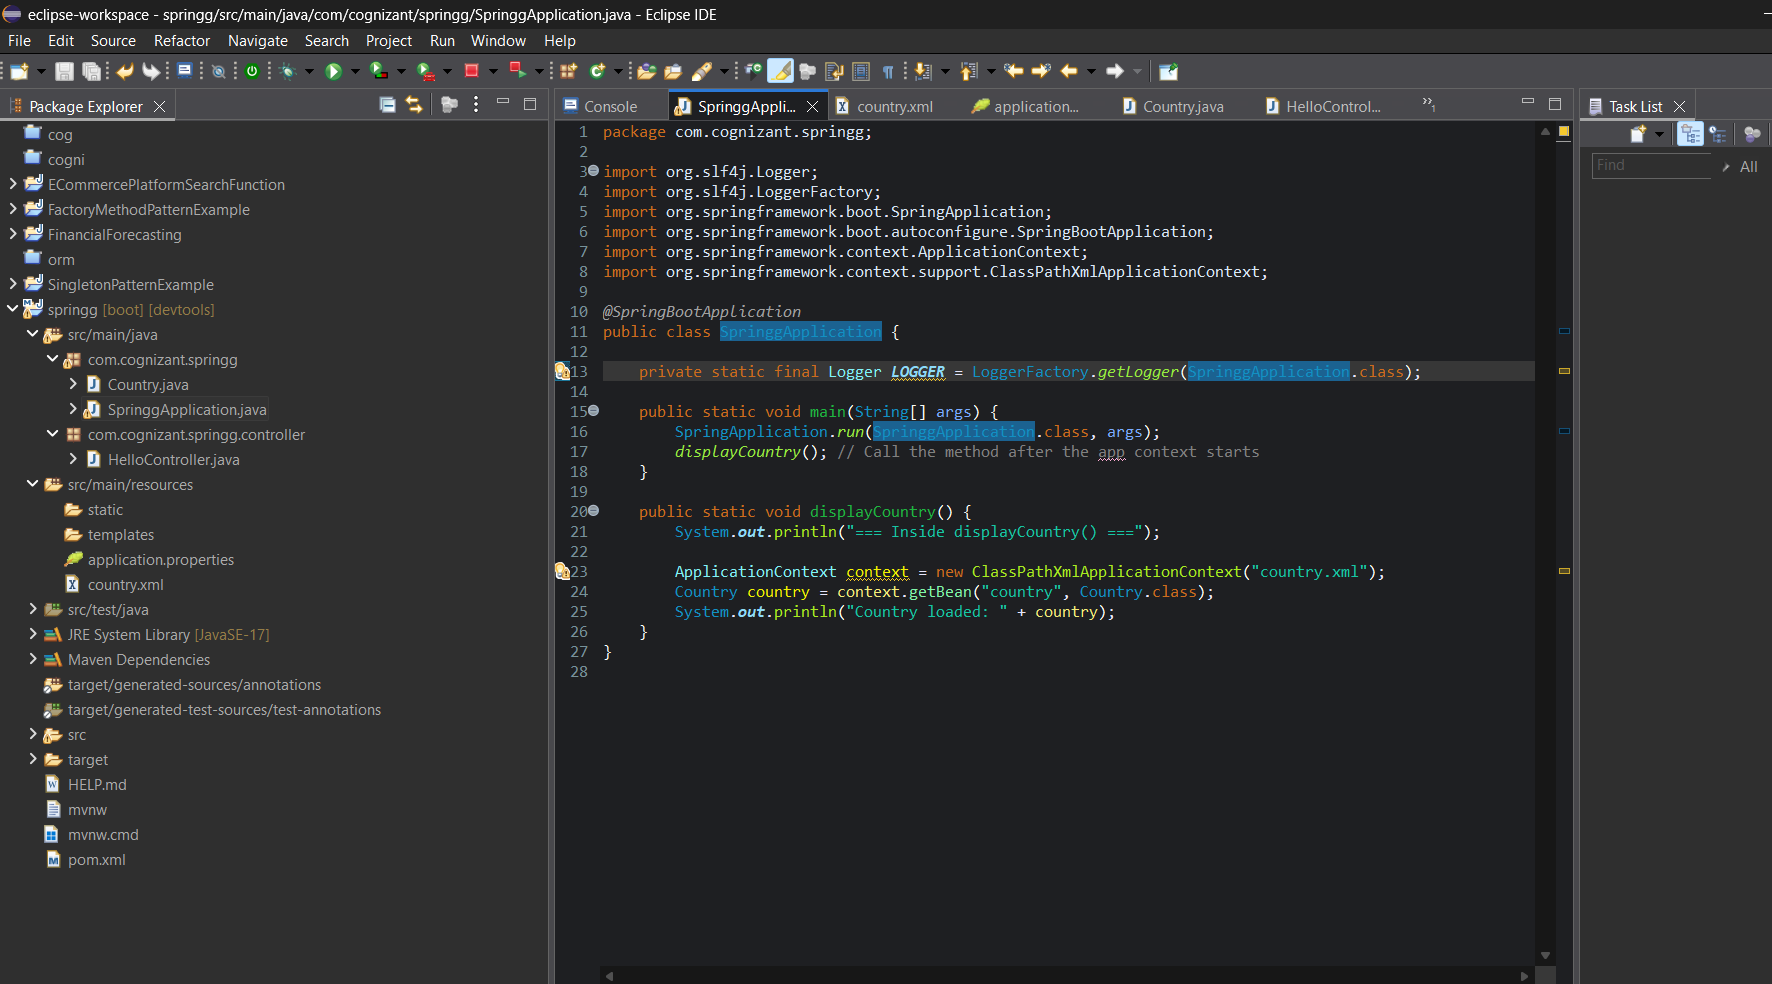 eclipse-workspace - springg/src/main/java/com/cognizant/springg/SpringgApplication.java - Eclipse IDE
File Edit Source Refactor Navigate Search Project Run Window Help
Package Explorer
cog
cogni
ECommercePlatformSearchFunction
FactoryMethodPatternExample
FinancialForecasting
orm
SingletonPatternExample
springg [boot] [devtools]
src/main/java
com.cognizant.springg
Country.java
SpringgApplication.java
com.cognizant.springg.controller
HelloController.java
src/main/resources
static
templates
application.properties
country.xml
src/test/java
JRE System Library [JavaSE-17]
Maven Dependencies
target/generated-sources/annotations
target/generated-test-sources/test-annotations
src
target
HELP.md
mvnw
mvnw.cmd
pom.xml
Console SpringgAppli... country.xml application... Country.java HelloControl... »1
1 package com.cognizant.springg;
2
3 import org.slf4j.Logger;
4 import org.slf4j.LoggerFactory;
5 import org.springframework.boot.SpringApplication;
6 import org.springframework.boot.autoconfigure.SpringBootApplication;
7 import org.springframework.context.ApplicationContext;
8 import org.springframework.context.support.ClassPathXmlApplicationContext;
9
10 @SpringBootApplication
11 public class SpringgApplication {
12
13     private static final Logger LOGGER = LoggerFactory.getLogger(SpringgApplication.class);
14
15     public static void main(String[] args) {
16         SpringApplication.run(SpringgApplication.class, args);
17         displayCountry(); // Call the method after the app context starts
18     }
19
20     public static void displayCountry() {
21         System.out.println("=== Inside displayCountry() ===");
22
23         ApplicationContext context = new ClassPathXmlApplicationContext("country.xml");
24         Country country = context.getBean("country", Country.class);
25         System.out.println("Country loaded: " + country);
26     }
27 }
28
Task List
Find All